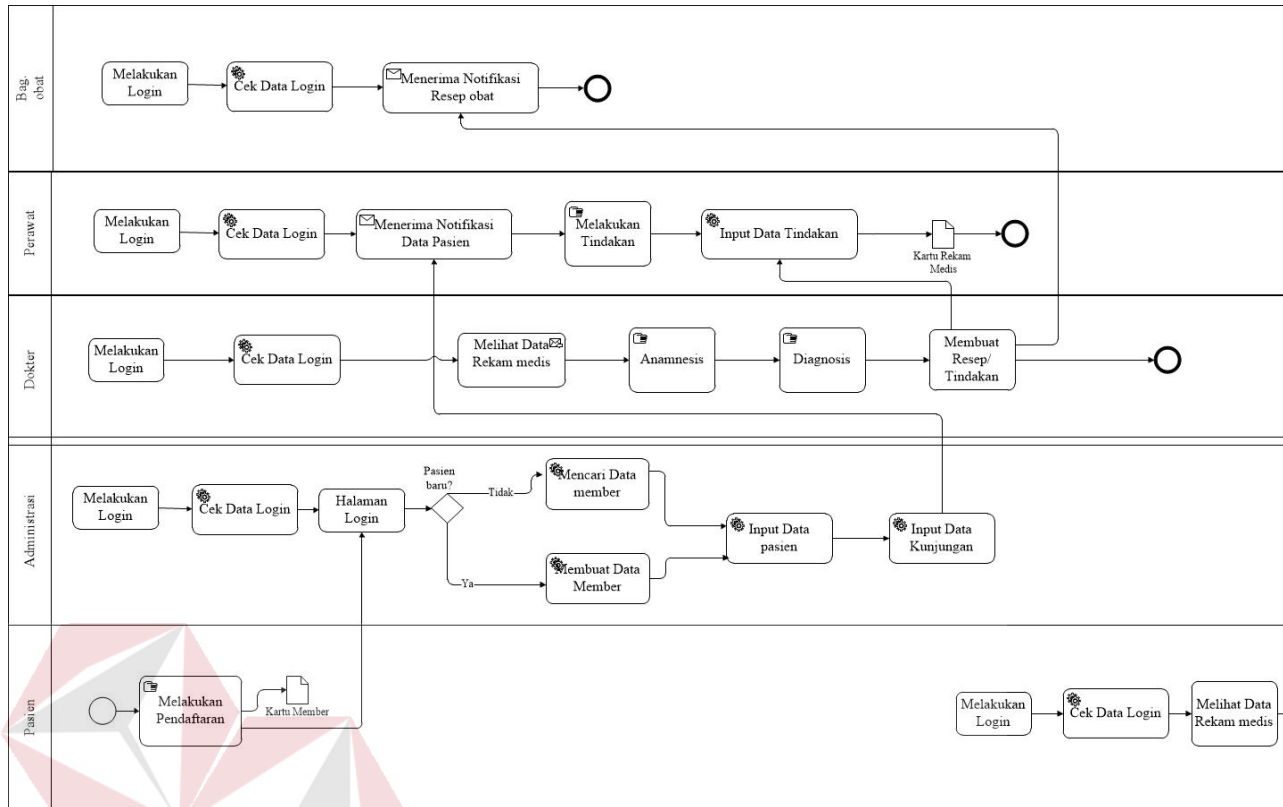 Bag.
obat
Melakukan
Login
Cek Data Login
Menerima Notifikasi
Resep obat
Perawat
Melakukan
Login
Cek Data Login
Menerima Notifikasi
Data Pasien
Melakukan
Tindakan
Input Data Tindakan
Kartu Rekam
Medis
Dokter
Melakukan
Login
Cek Data Login
Melihat Data
Rekam medis
Anamnesis
Diagnosis
Membuat
Resep/
Tindakan
Administrasi
Melakukan
Login
Cek Data Login
Halaman
Login
Pasien
baru?
Tidak
Ya
Mencari Data
member
Membuat Data
Member
Input Data
pasien
Input Data
Kunjungan
Pasien
Melakukan
Pendaftaran
Kartu Member
Melakukan
Login
Cek Data Login
Melihat Data
Rekam medis